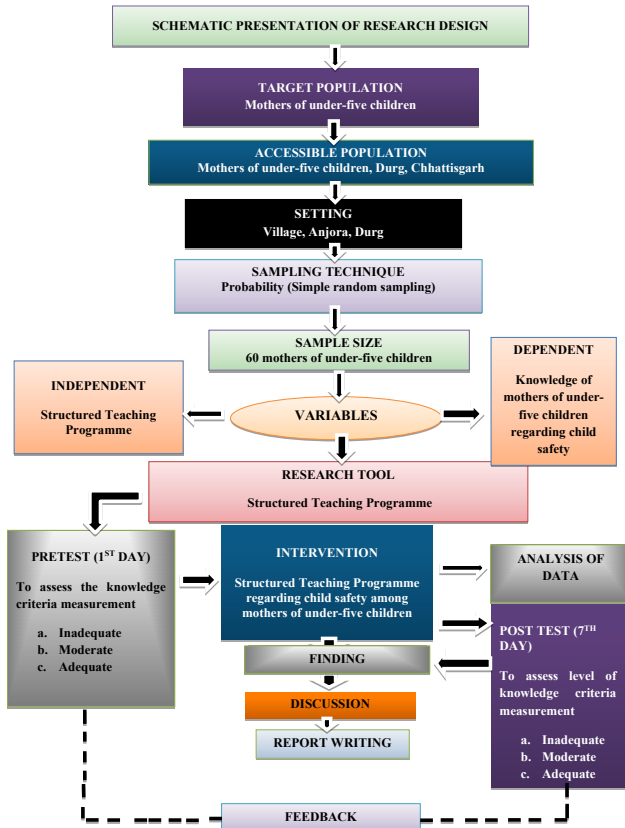 SCHEMATIC PRESENTATION OF RESEARCH DESIGN
TARGET POPULATION
Mothers of under-five children
ACCESSIBLE POPULATION
Mothers of under-five children, Durg, Chhattisgarh
SETTING
Village, Anjora, Durg
SAMPLING TECHNIQUE
Probability (Simple random sampling)
SAMPLE SIZE
60 mothers of under-five children
INDEPENDENT
Structured Teaching
Programme
VARIABLES
DEPENDENT
Knowledge of
mothers of under-
five children
regarding child
safety
RESEARCH TOOL
Structured Teaching Programme
PRETEST (1ST DAY)
To assess the knowledge
criteria measurement
a. Inadequate
b. Moderate
c. Adequate
INTERVENTION
Structured Teaching Programme
regarding child safety among
mothers of under-five children
ANALYSIS OF
DATA
POST TEST (7TH
DAY)
To assess level of
knowledge criteria
measurement
a. Inadequate
b. Moderate
c. Adequate
FINDING
DISCUSSION
REPORT WRITING
FEEDBACK